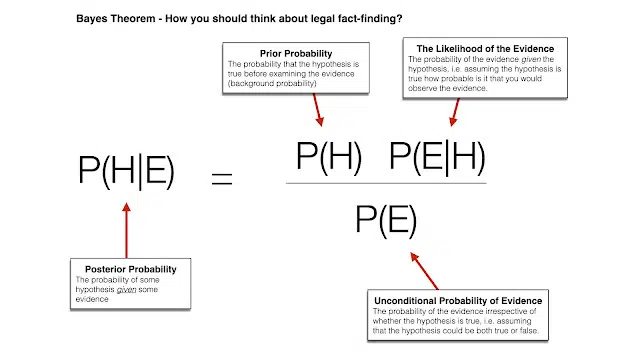 Bayes Theorem - How you should think about legal fact-finding?
Prior Probability
The probability that the hypothesis is
true before examining the evidence
(background probability)
The Likelihood of the Evidence
The probability of the evidence given the
hypothesis, i.e. assuming the hypothesis is
true how probable is it that you would
observe the evidence.
P(H|E) = P(H) P(E|H)
P(E)
Posterior Probability
The probability of some
hypothesis given some
evidence
Unconditional Probability of Evidence
The probability of the evidence irrespective of
whether the hypothesis is true, i.e. assuming
that the hypothesis could be both true or false.